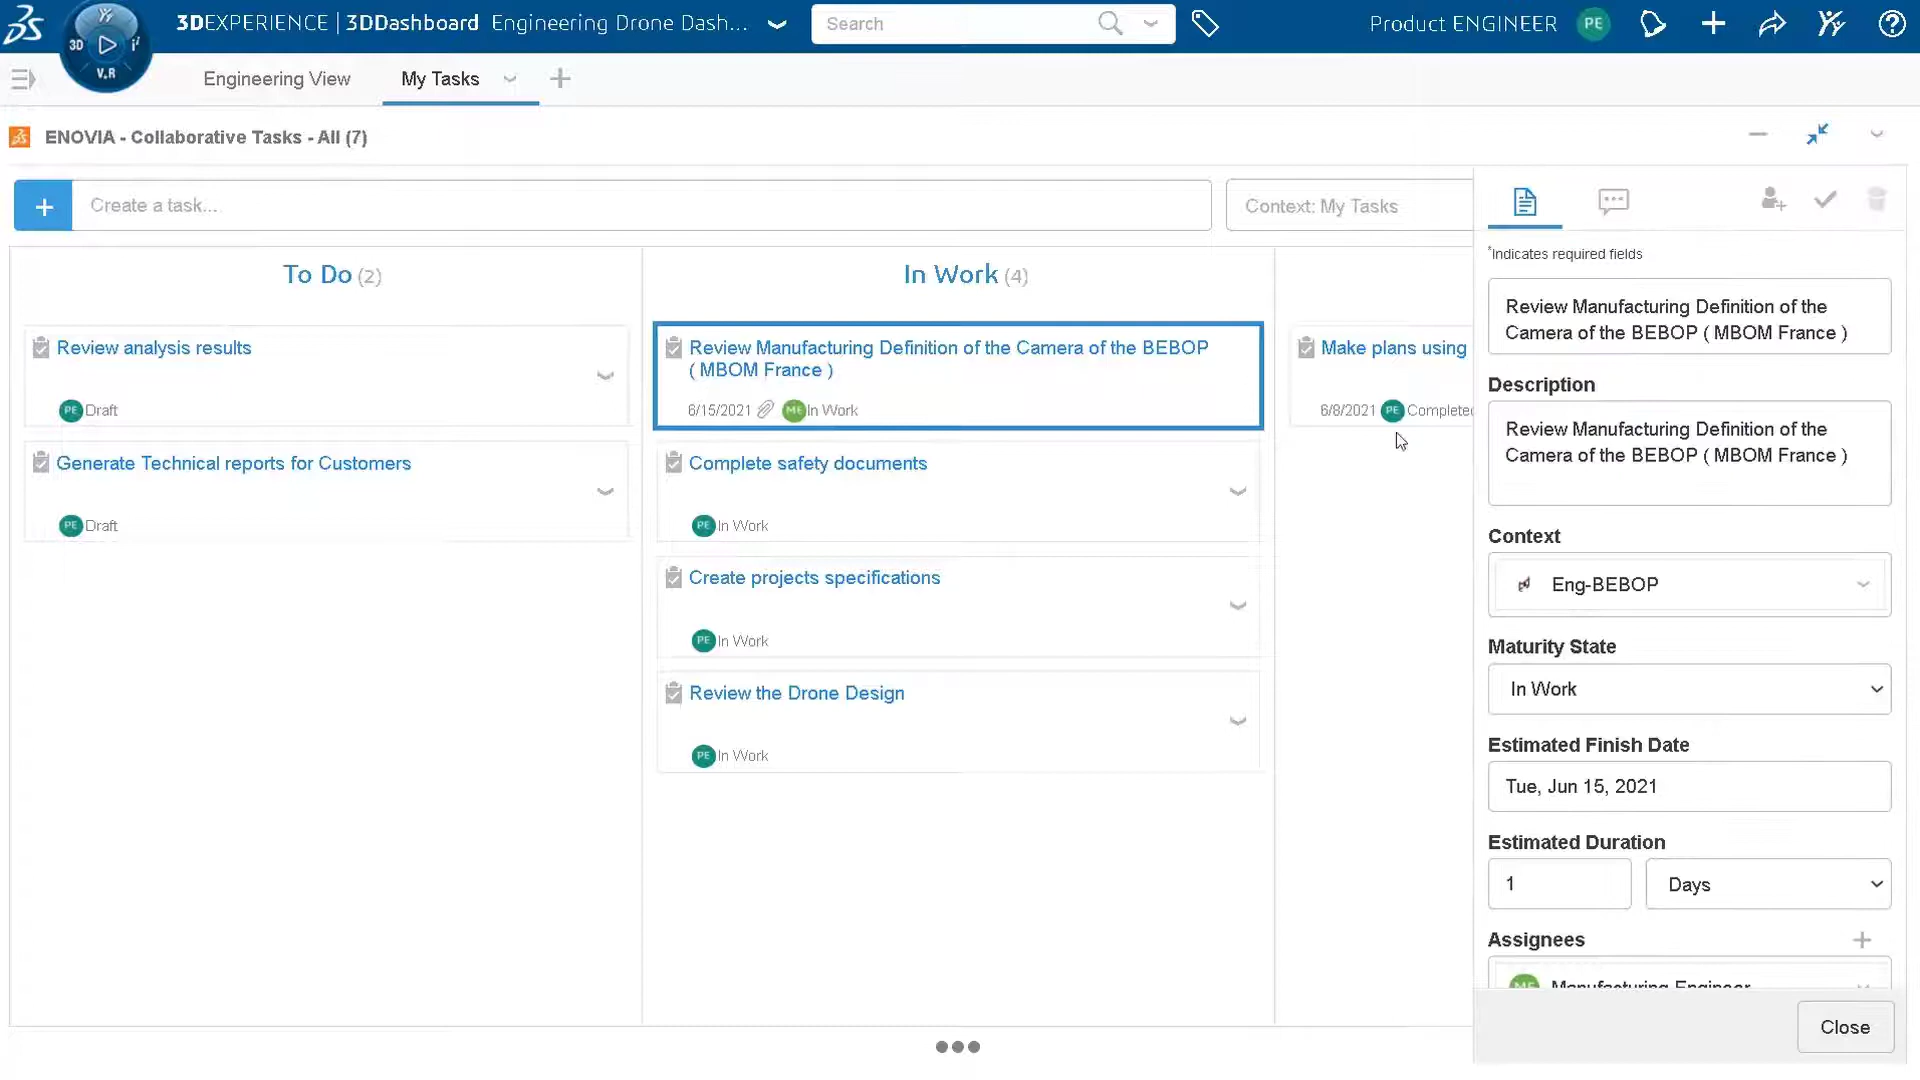 3DEXPERIENCE | 3DDashboard Engineering Drone Dash...
Search
Product ENGINEER PE
3D
V.R
Engineering View
My Tasks
ENOVIA - Collaborative Tasks - All (7)
Create a task...
Context: My Tasks
To Do (2)
Review analysis results
PE Draft
Generate Technical reports for Customers
PE Draft
In Work (4)
Review Manufacturing Definition of the Camera of the BEBOP
( MBOM France )
6/15/2021 ME In Work
Complete safety documents
PE In Work
Create projects specifications
PE In Work
Review the Drone Design
PE In Work
Make plans using
6/8/2021 PE Completed
*Indicates required fields
Review Manufacturing Definition of the
Camera of the BEBOP ( MBOM France )
Description
Review Manufacturing Definition of the
Camera of the BEBOP ( MBOM France )
Context
Eng-BEBOP
Maturity State
In Work
Estimated Finish Date
Tue, Jun 15, 2021
Estimated Duration
1
Days
Assignees
ME Manufacturing Engineer
Close